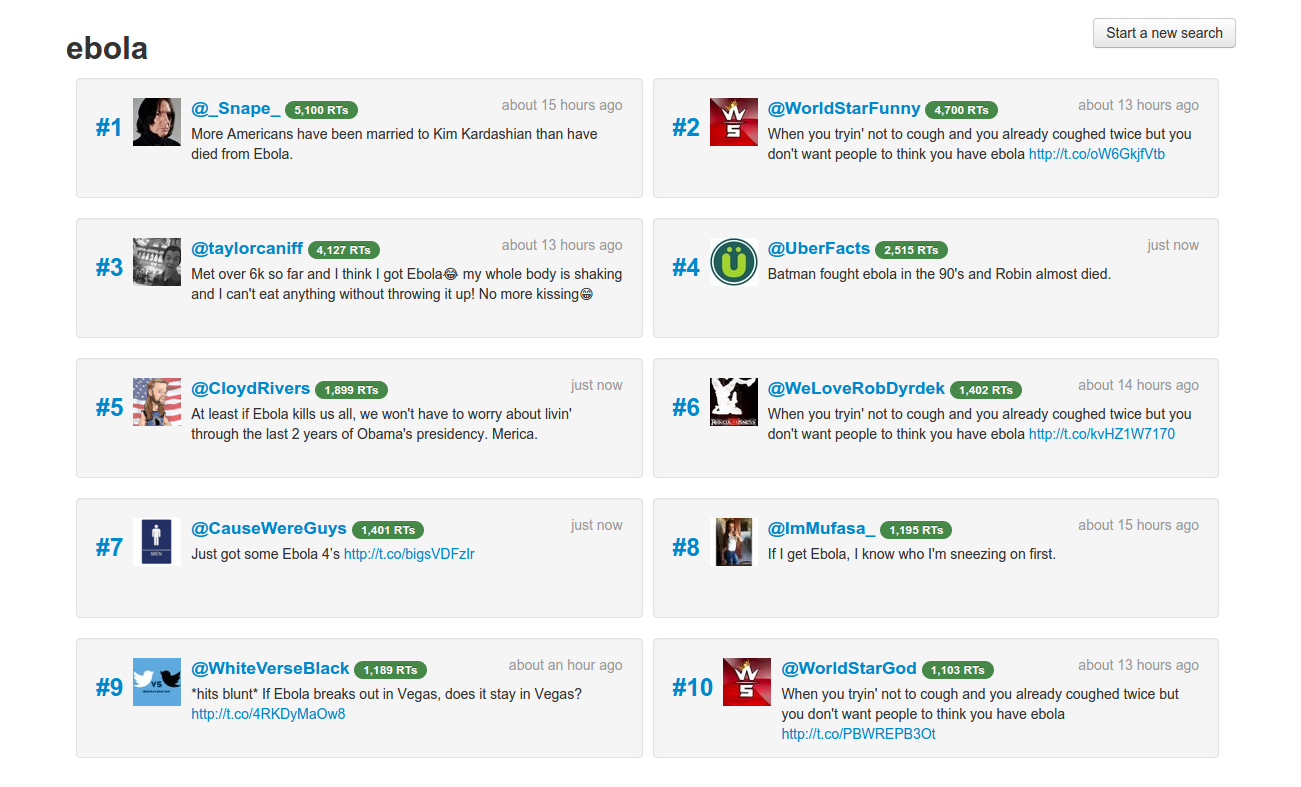 Start a new search
ebola
#1
@_Snape_ 5,100 RTs about 15 hours ago
More Americans have been married to Kim Kardashian than have
died from Ebola.
#2
@WorldStarFunny 4,700 RTs about 13 hours ago
When you tryin' not to cough and you already coughed twice but you
don't want people to think you have ebola http://t.co/oW6GkjfVtb
#3
@taylorcaniff 4,127 RTs about 13 hours ago
Met over 6k so far and I think I got Ebola😂 my whole body is shaking
and I can't eat anything without throwing it up! No more kissing😁
#4
@UberFacts 2,515 RTs just now
Batman fought ebola in the 90's and Robin almost died.
#5
@CloydRivers 1,899 RTs just now
At least if Ebola kills us all, we won't have to worry about livin'
through the last 2 years of Obama's presidency. Merica.
#6
@WeLoveRobDyrdek 1,402 RTs about 14 hours ago
When you tryin' not to cough and you already coughed twice but you
don't want people to think you have ebola http://t.co/kvHZ1W7170
#7
MEN
@CauseWereGuys 1,401 RTs just now
Just got some Ebola 4's http://t.co/bigsVDFzIr
#8
@ImMufasa_ 1,195 RTs about 15 hours ago
If I get Ebola, I know who I'm sneezing on first.
#9
VS
@WhiteVerseBlack 1,189 RTs about an hour ago
*hits blunt* If Ebola breaks out in Vegas, does it stay in Vegas?
http://t.co/4RKDyMaOw8
#10
@WorldStarGod 1,103 RTs about 13 hours ago
When you tryin' not to cough and you already coughed twice but
you don't want people to think you have ebola
http://t.co/PBWREPB3Ot